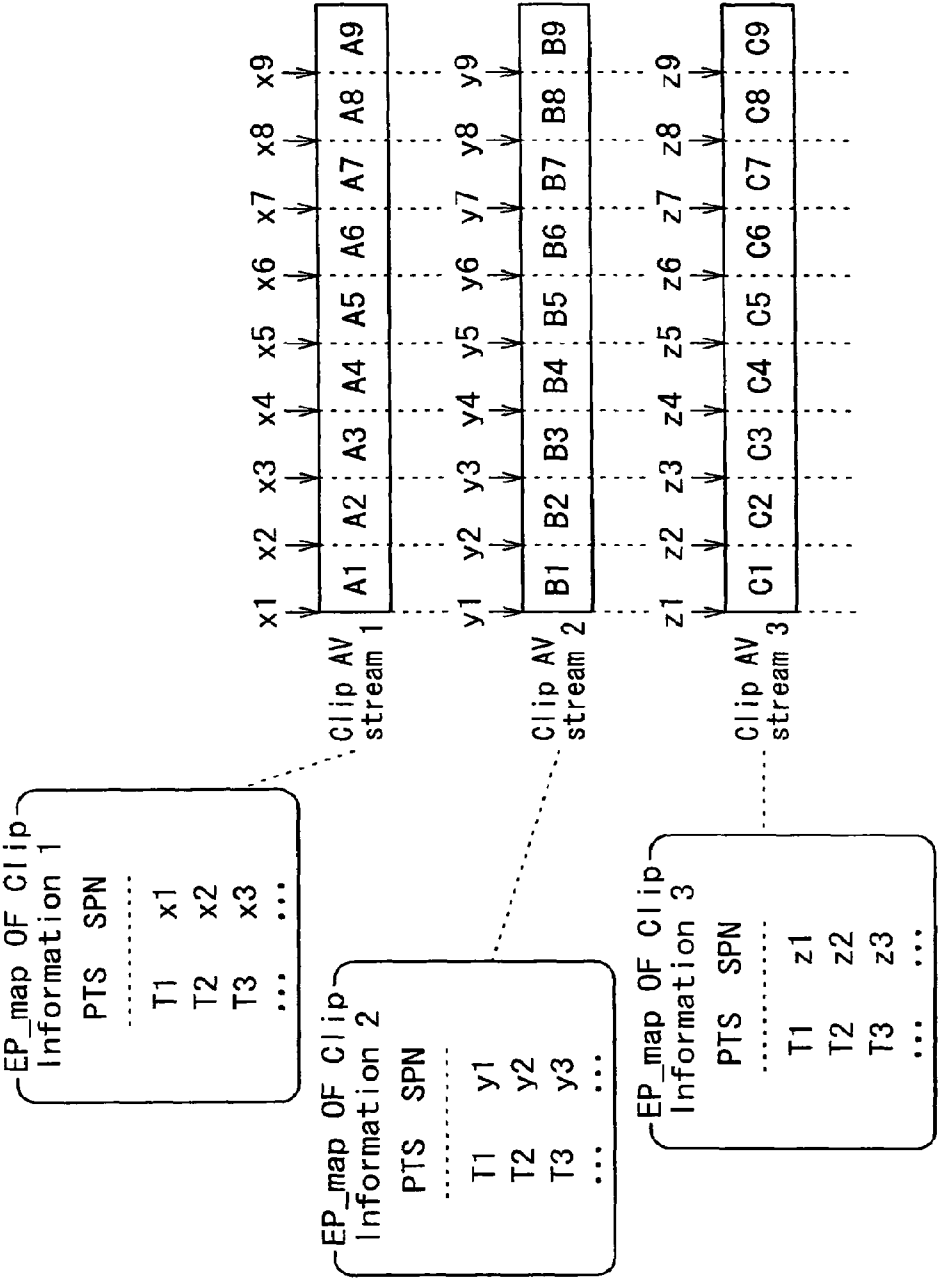 EP_map OF Clip
Information 1
PTS SPN
T1 x1
T2 x2
T3 x3
...
EP_map OF Clip
Information 2
PTS SPN
T1 y1
T2 y2
T3 y3
...
EP_map OF Clip
Information 3
PTS SPN
T1 z1
T2 z2
T3 z3
...
x1 x2 x3 x4 x5 x6 x7 x8 x9
Clip AV
stream 1
A1 A2 A3 A4 A5 A6 A7 A8 A9
y1 y2 y3 y4 y5 y6 y7 y8 y9
Clip AV
stream 2
B1 B2 B3 B4 B5 B6 B7 B8 B9
z1 z2 z3 z4 z5 z6 z7 z8 z9
Clip AV
stream 3
C1 C2 C3 C4 C5 C6 C7 C8 C9